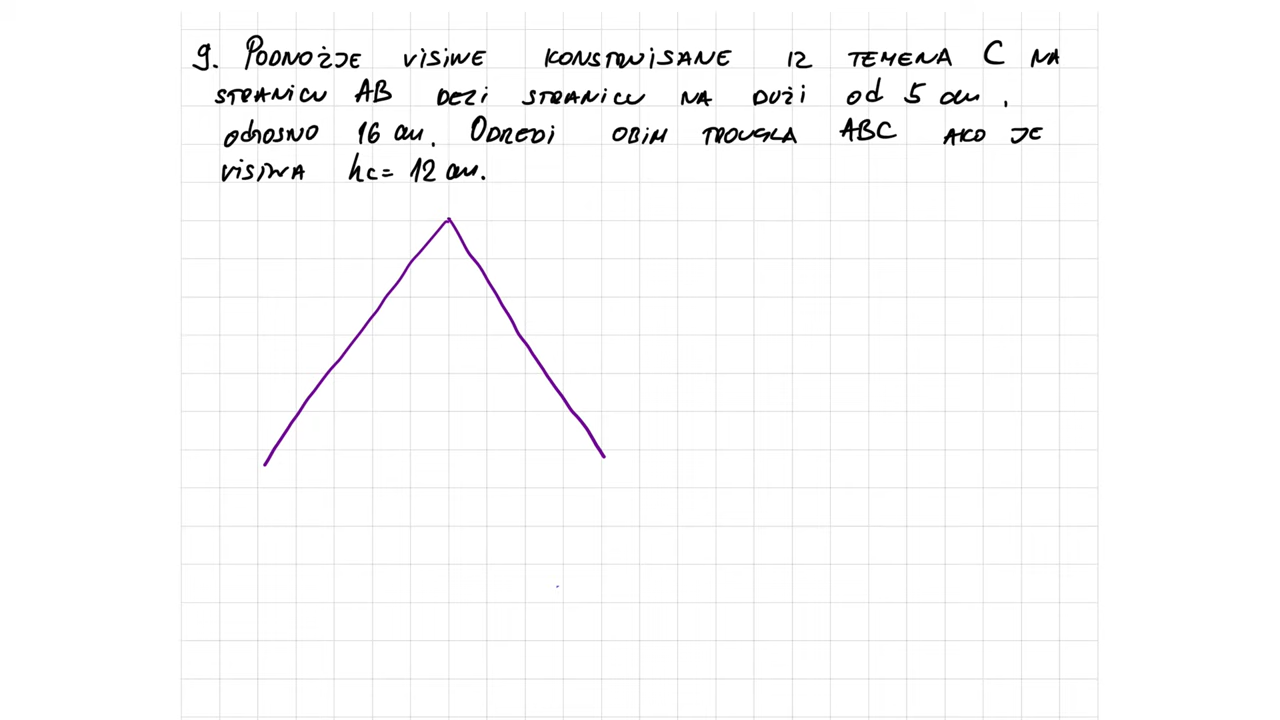 9. PODNOŽJE VISINE KONSTRUISANE IZ TEMENA C NA
STRANICU AB DELI STRANICU NA DUŽI OD 5 cm,
ODNOSNO 16 cm. ODREDI OBIM TROUGLA ABC AKO JE
VISINA hc = 12 cm.